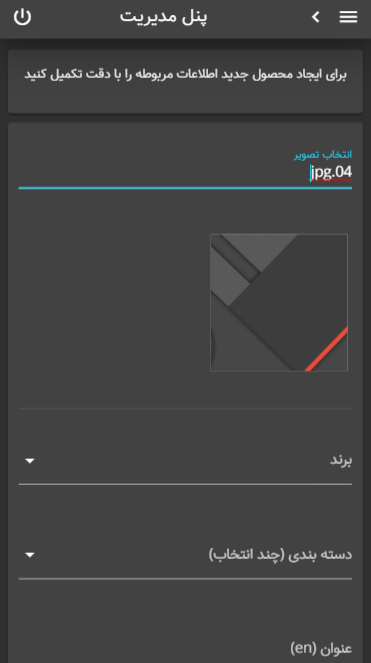 پنل مدیریت
برای ایجاد محصول جدید اطلاعات مربوطه را با دقت تکمیل کنید
انتخاب تصویر
jpg.04
برند
دسته بندی (چند انتخاب)
عنوان (en)